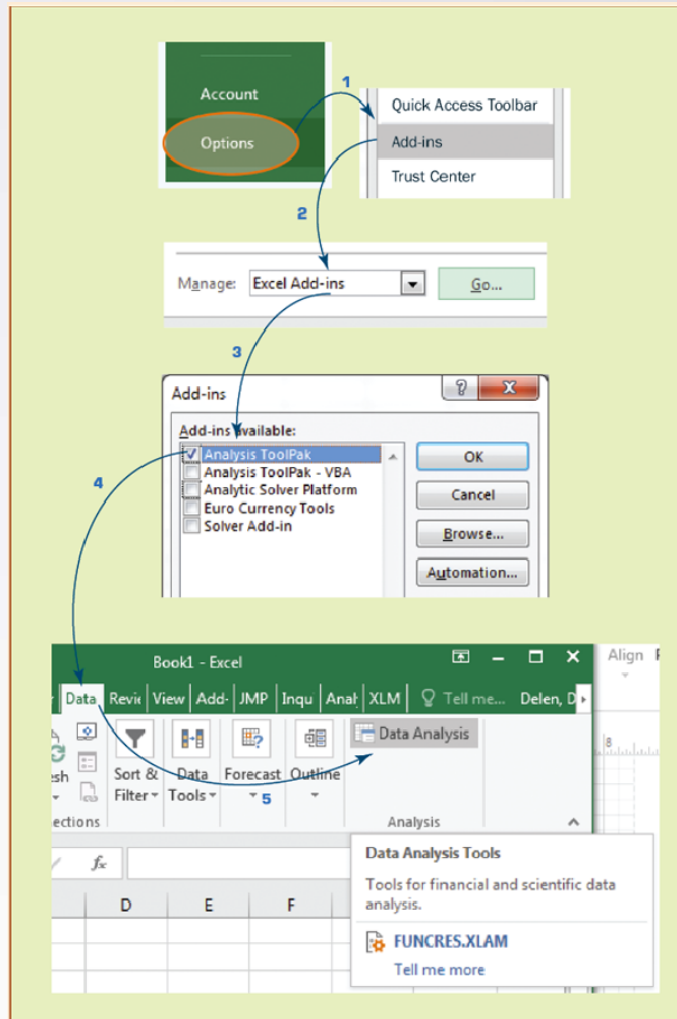 Account
Options
1
Quick Access Toolbar
Add-ins
Trust Center
2
Manage: Excel Add-ins Go...
3
Add-ins
Add-ins available:
Analysis ToolPak
Analysis ToolPak - VBA
Analytic Solver Platform
Euro Currency Tools
Solver Add-in
OK
Cancel
Browse...
Automation...
4
Book1 - Excel
Align
Data Revie View Add- JMP Inqu Anal XLM Tell me... Delen, D
8
esh
Sort & Filter
Data Tools
Forecast
Outline
Data Analysis
5
ections
Analysis
fx
D E F
Data Analysis Tools
Tools for financial and scientific data
analysis.
FUNCRES.XLAM
Tell me more